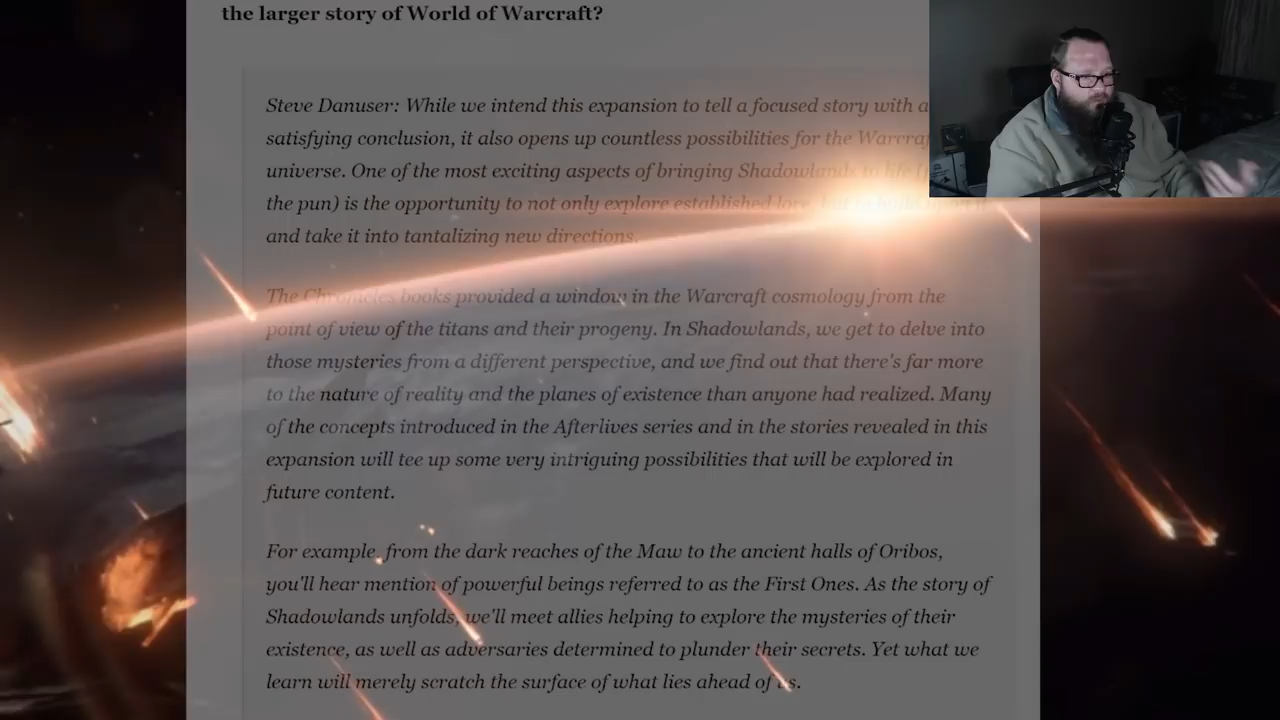 the larger story of World of Warcraft?
Steve Danuser: While we intend this expansion to tell a focused story with a
satisfying conclusion, it also opens up countless possibilities for the Warcraf
universe. One of the most exciting aspects of bringing Shadowlands to life
the pun) is the opportunity to not only explore established lore, but to build upon it
and take it into tantalizing new directions.
The Chronicles books provided a window in the Warcraft cosmology from the
point of view of the titans and their progeny. In Shadowlands, we get to delve into
those mysteries from a different perspective, and we find out that there's far more
to the nature of reality and the planes of existence than anyone had realized. Many
of the concepts introduced in the Afterlives series and in the stories revealed in this
expansion will tee up some very intriguing possibilities that will be explored in
future content.
For example, from the dark reaches of the Maw to the ancient halls of Oribos,
you'll hear mention of powerful beings referred to as the First Ones. As the story of
Shadowlands unfolds, we'll meet allies helping to explore the mysteries of their
existence, as well as adversaries determined to plunder their secrets. Yet what we
learn will merely scratch the surface of what lies ahead of us.